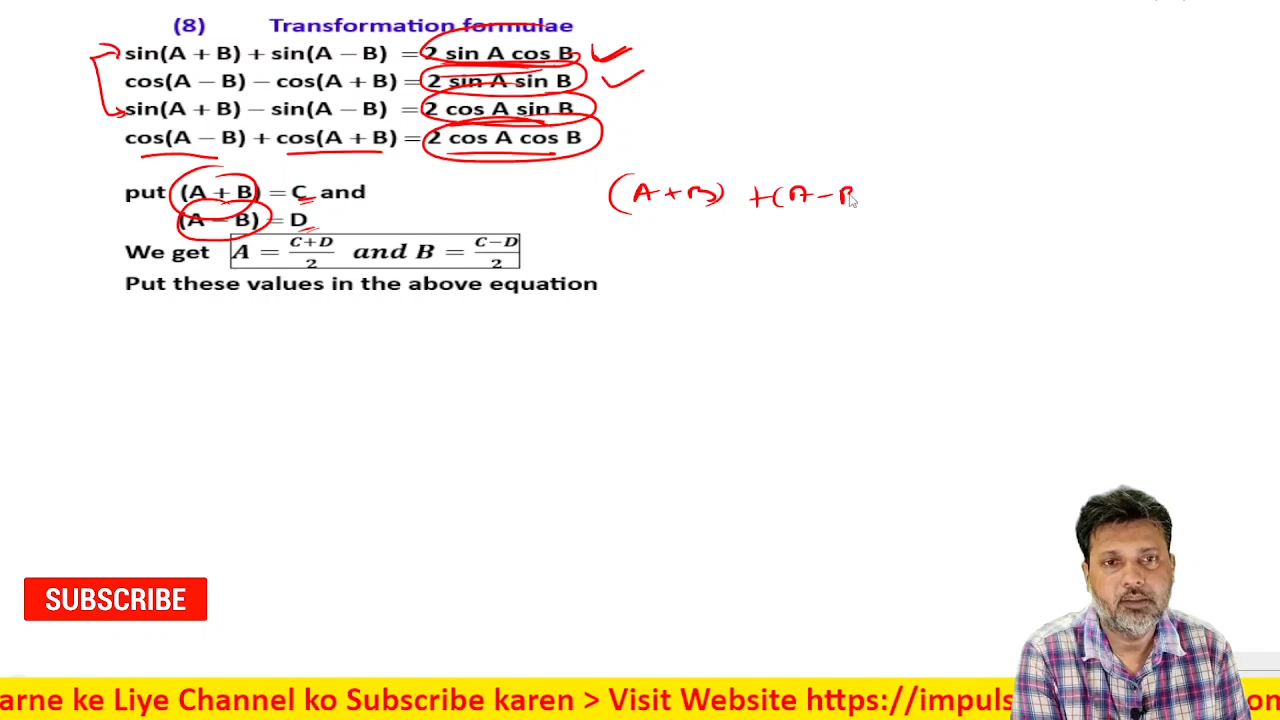 (8) Transformation formulae
sin(A + B) + sin(A − B) = 2 sin A cos B
cos(A − B) − cos(A + B) = 2 sin A sin B
sin(A + B) − sin(A − B) = 2 cos A sin B
cos(A − B) + cos(A + B) = 2 cos A cos B
put (A + B) = C and
(A − B) = D
(A+B) +(A-B
We get A = C+D/2 and B = C−D/2
Put these values in the above equation
SUBSCRIBE
arne ke Liye Channel ko Subscribe karen > Visit Website https://impuls on